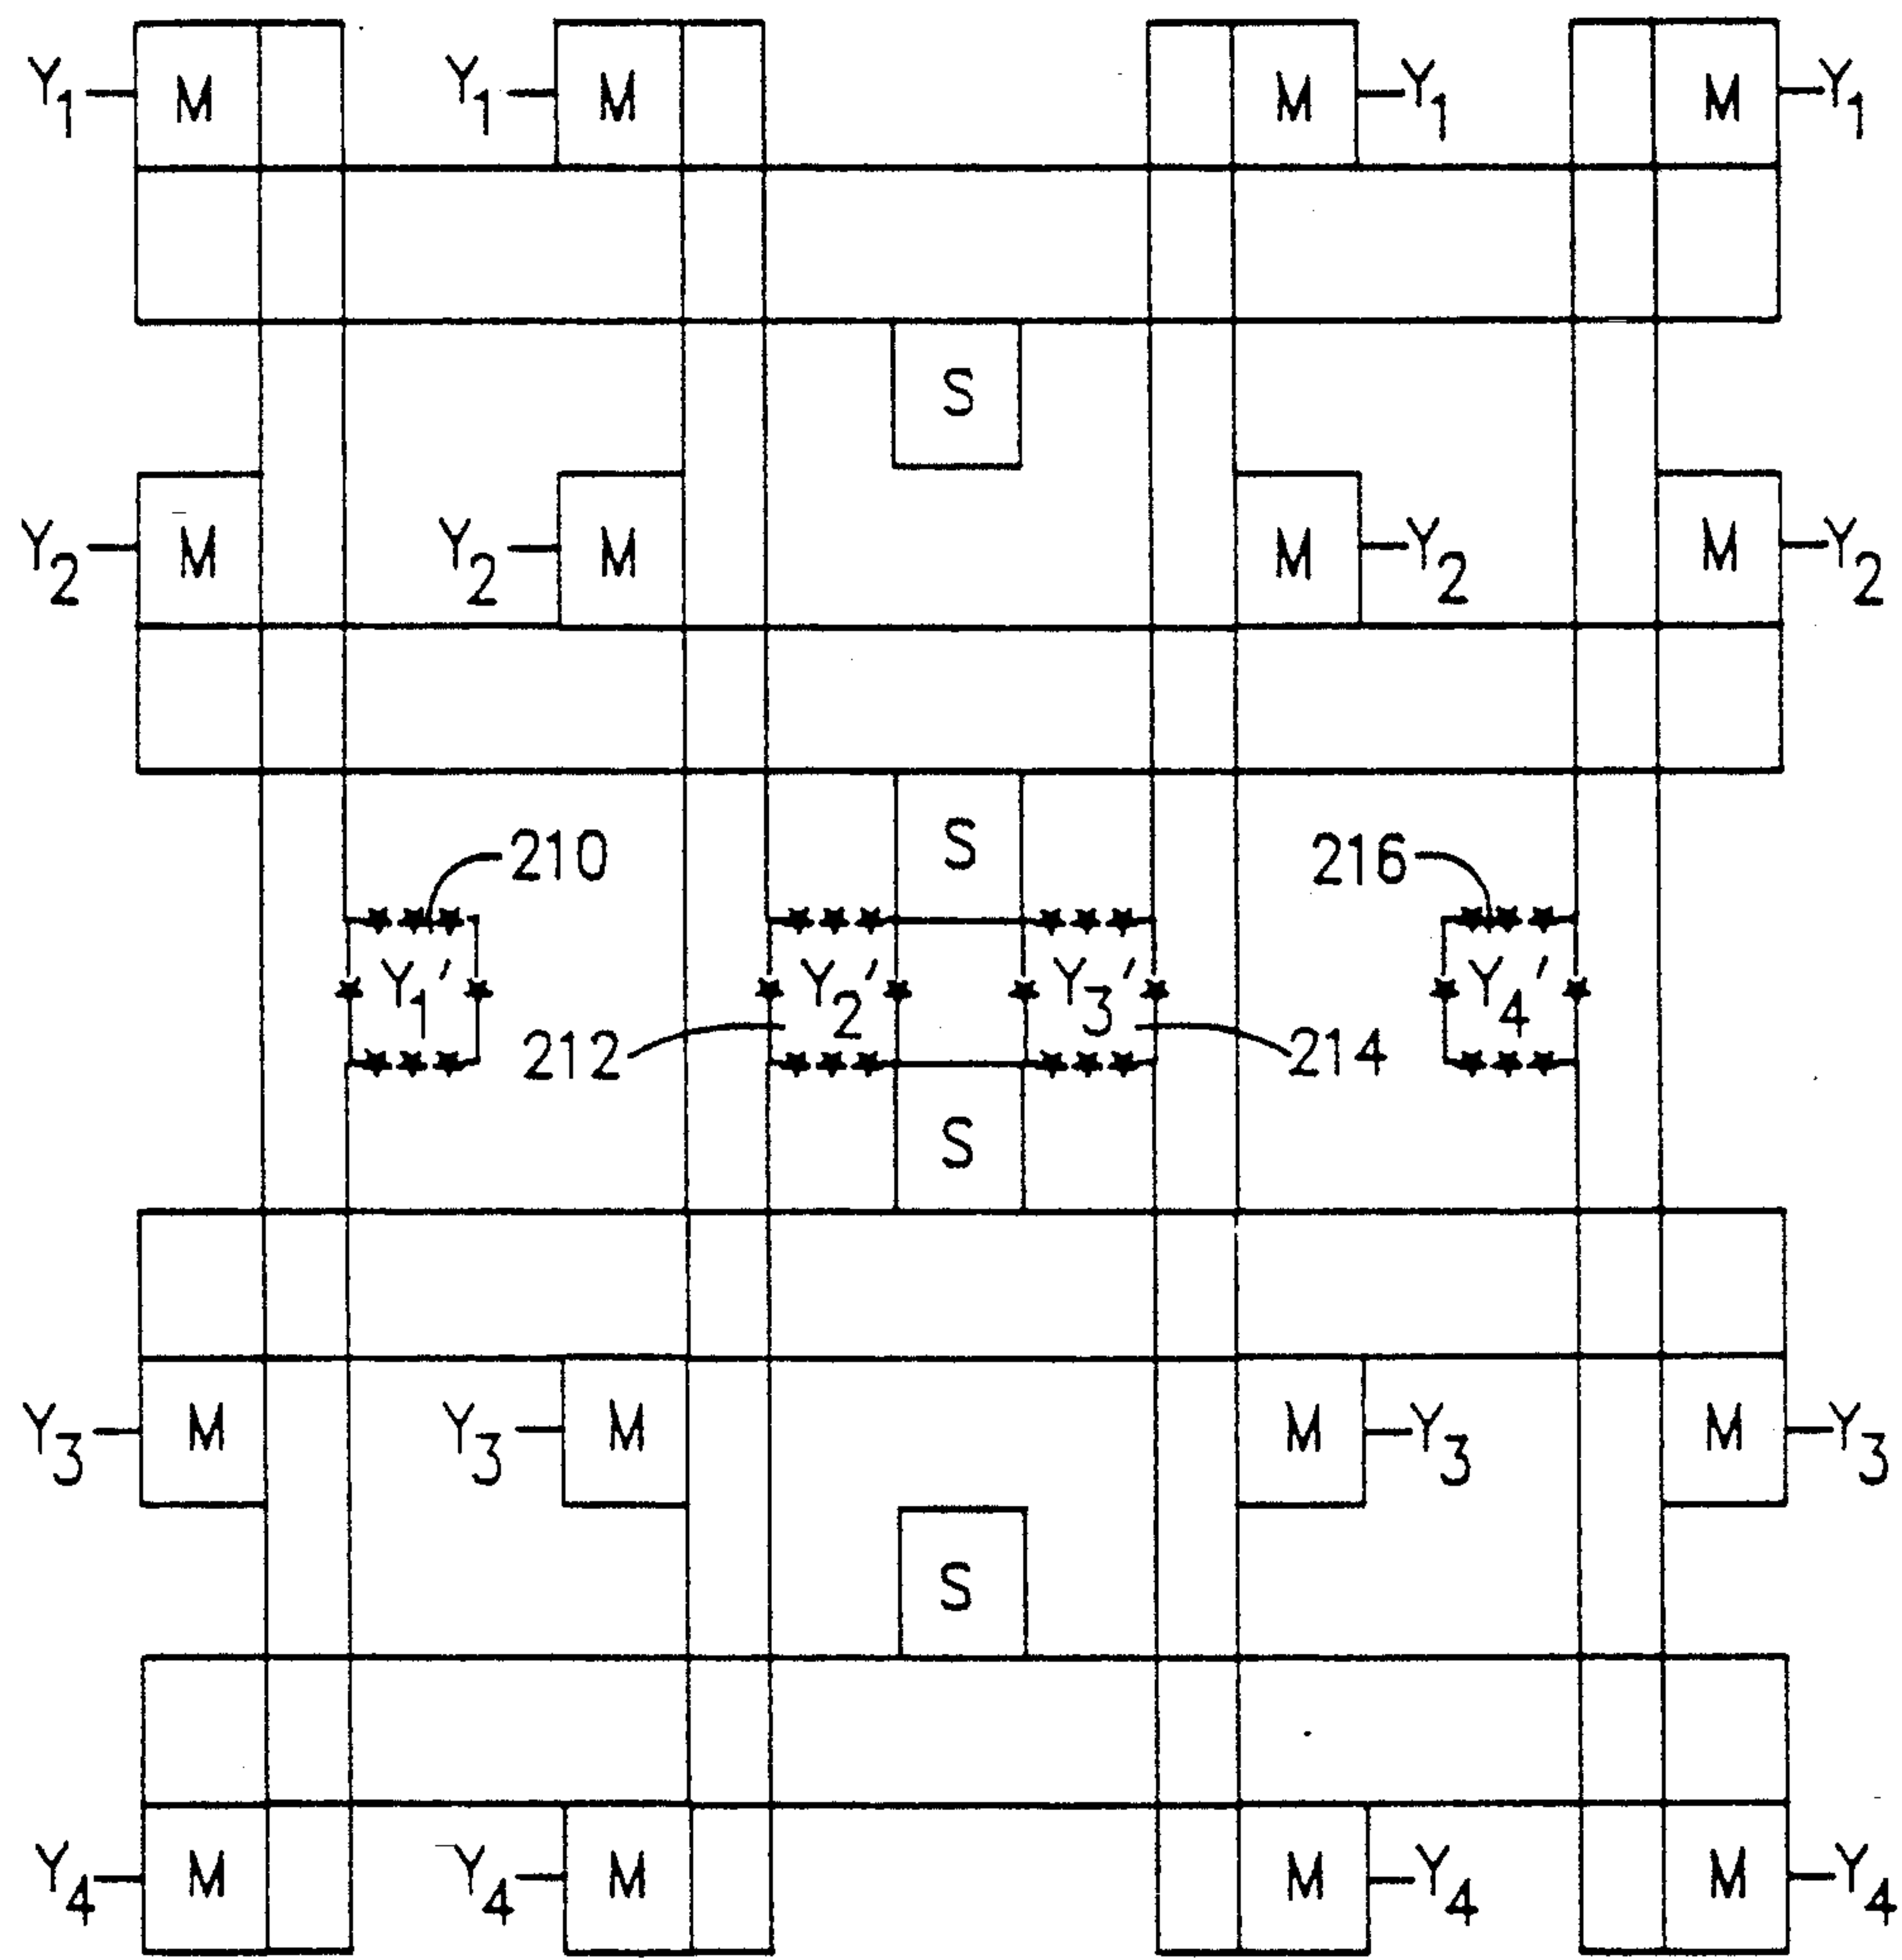 Y1 M Y1 M M Y1 M Y1
S
Y2 M Y2 M M Y2 M Y2
S
210 216
Y1' Y2' Y3' Y4'
212 214
S
Y3 M Y3 M M Y3 M Y3
S
Y4 M Y4 M M Y4 M Y4